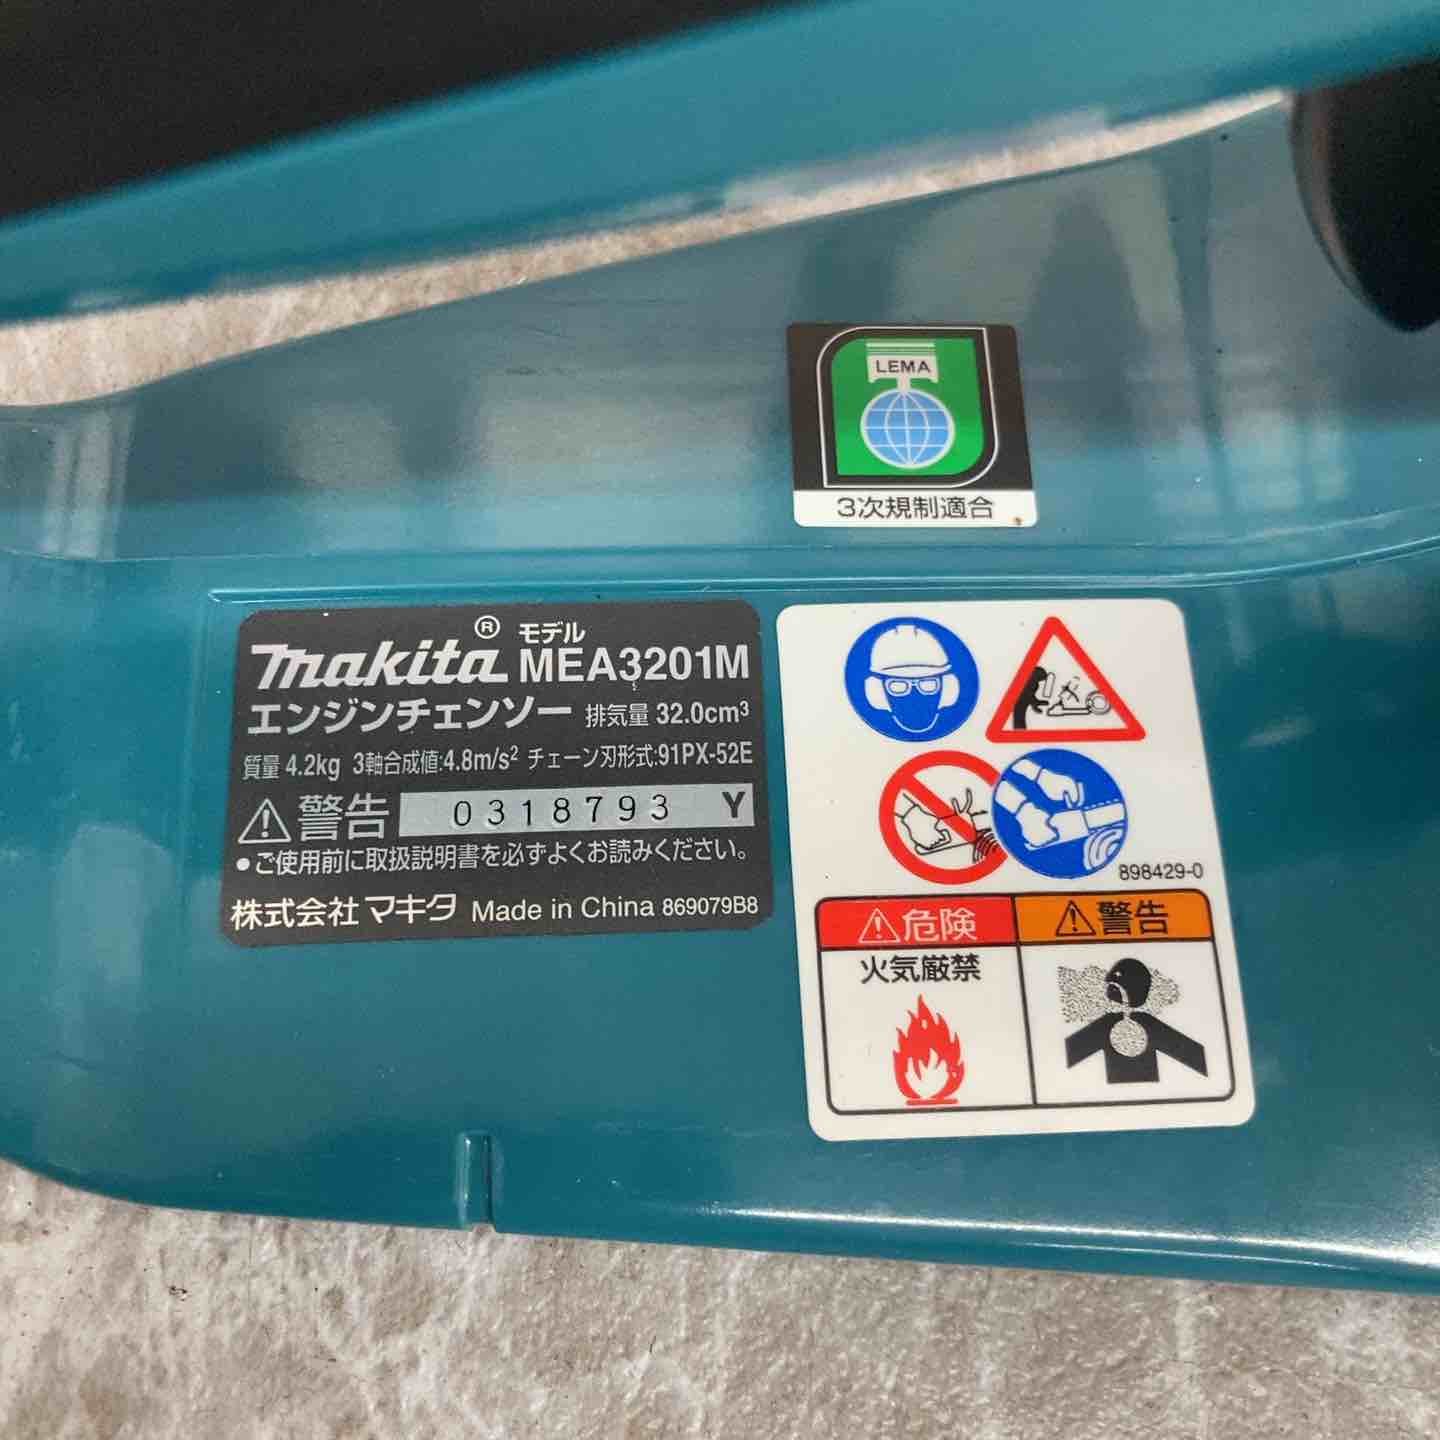 LEMA
3次規制適合
makita® モデル MEA3201M
エンジンチェンソー 排気量 32.0cm³
質量 4.2kg 3軸合成値:4.8m/s² チェーン刃形式:91PX-52E
⚠警告 0318793 Y
•ご使用前に取扱説明書を必ずよくお読みください。
株式会社マキタ Made in China 869079B8
898429-0
⚠危険 ⚠警告
火気厳禁